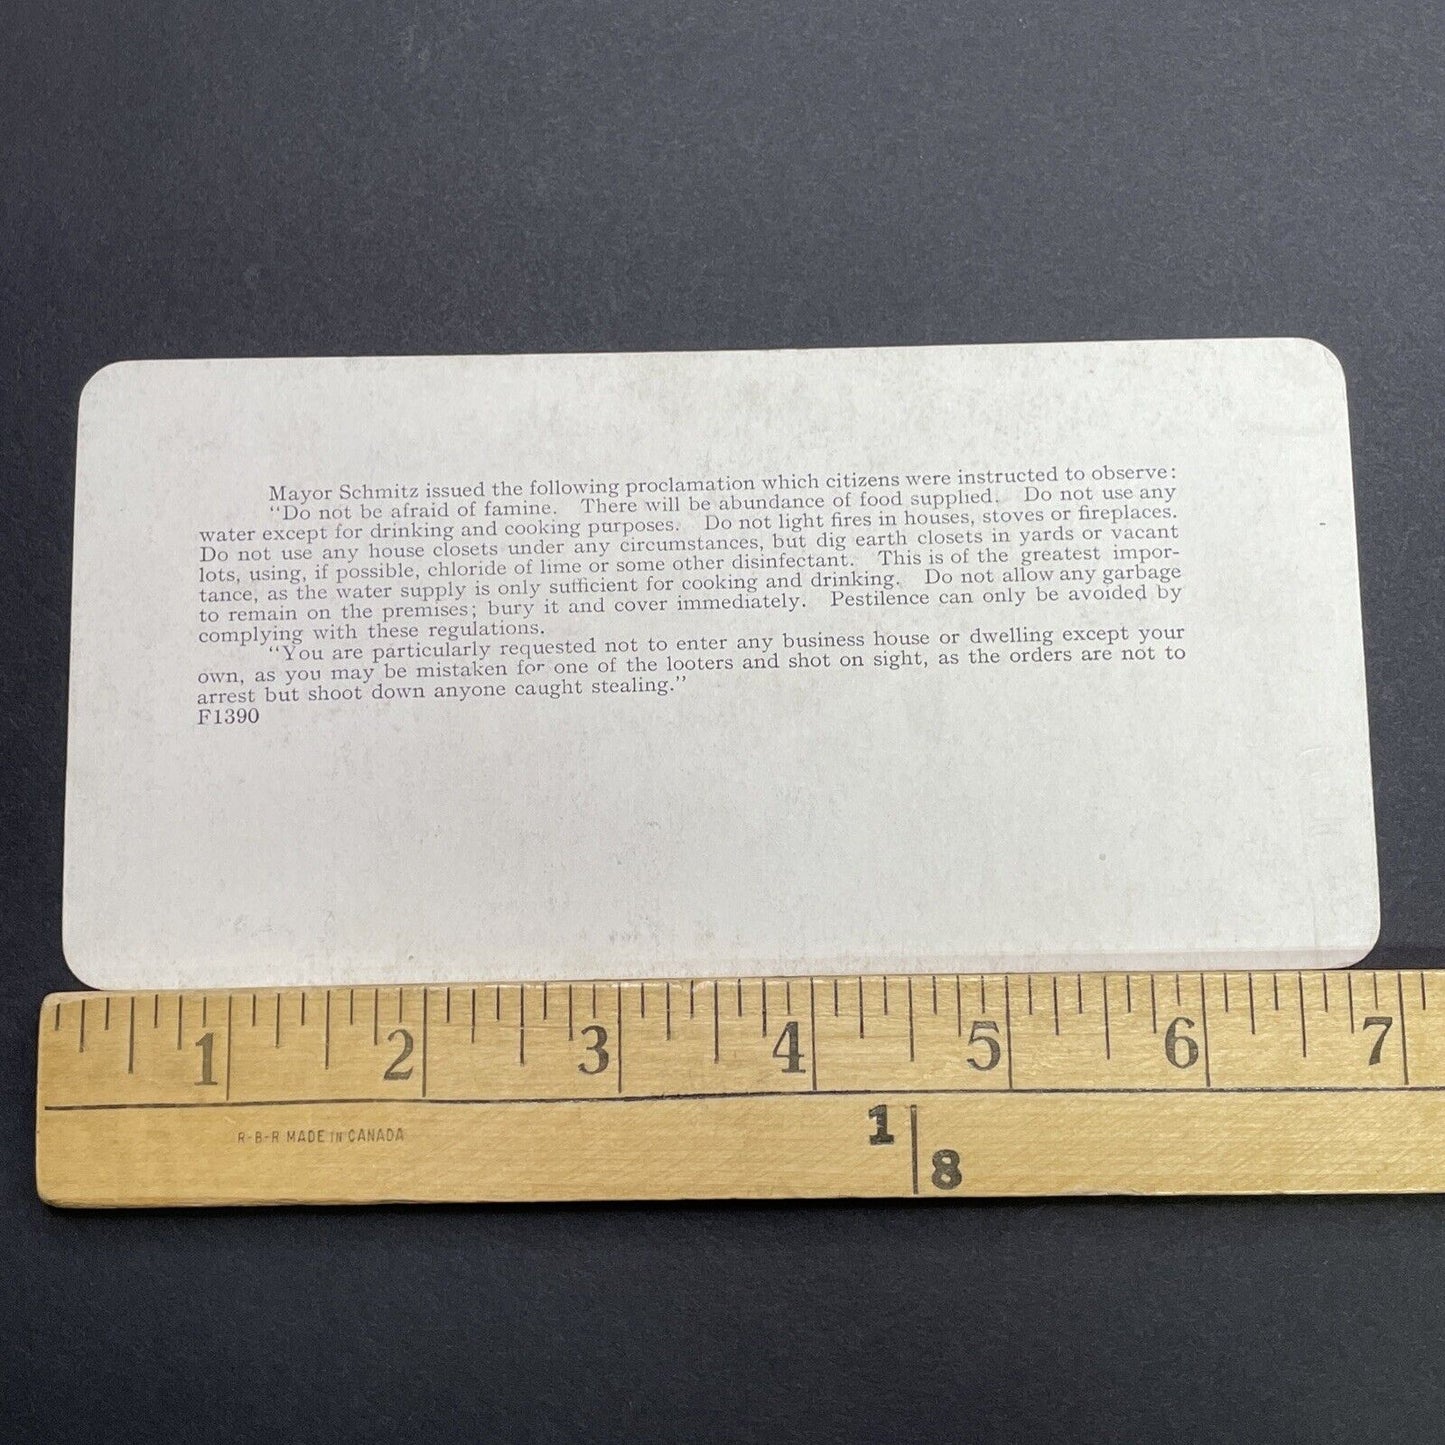 Mayor Schmitz issued the following proclamation which citizens were instructed to observe:
“Do not be afraid of famine. There will be abundance of food supplied. Do not use any
water except for drinking and cooking purposes. Do not light fires in houses, stoves or fireplaces.
Do not use any house closets under any circumstances, but dig earth closets in yards or vacant
lots, using, if possible, chloride of lime or some other disinfectant. This is of the greatest impor-
tance, as the water supply is only sufficient for cooking and drinking. Do not allow any garbage
to remain on the premises; bury it and cover immediately. Pestilence can only be avoided by
complying with these regulations.
“You are particularly requested not to enter any business house or dwelling except your
own, as you may be mistaken for one of the looters and shot on sight, as the orders are not to
arrest but shoot down anyone caught stealing.”
F1390
1 2 3 4 5 6 7
R-B-R MADE IN CANADA
1
8